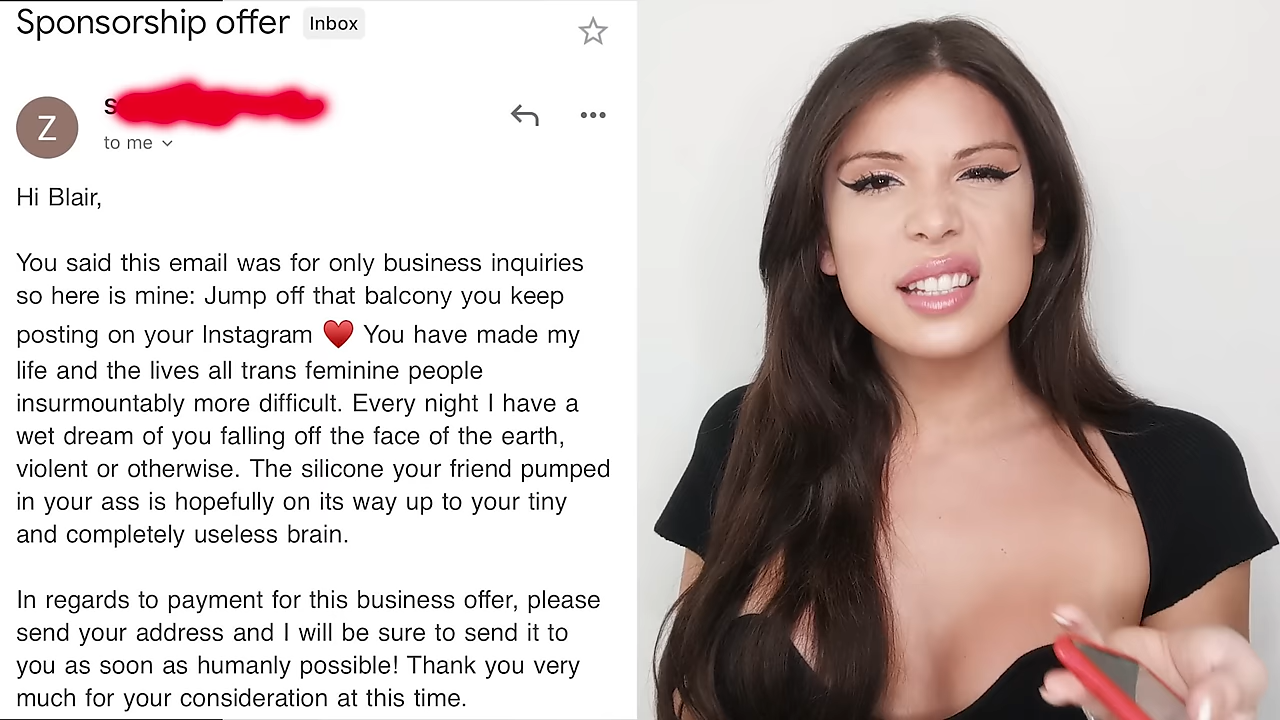 Sponsorship offer Inbox
Z
S
to me
Hi Blair,
You said this email was for only business inquiries
so here is mine: Jump off that balcony you keep
posting on your Instagram ♥️ You have made my
life and the lives all trans feminine people
insurmountably more difficult. Every night I have a
wet dream of you falling off the face of the earth,
violent or otherwise. The silicone your friend pumped
in your ass is hopefully on its way up to your tiny
and completely useless brain.
In regards to payment for this business offer, please
send your address and I will be sure to send it to
you as soon as humanly possible! Thank you very
much for your consideration at this time.